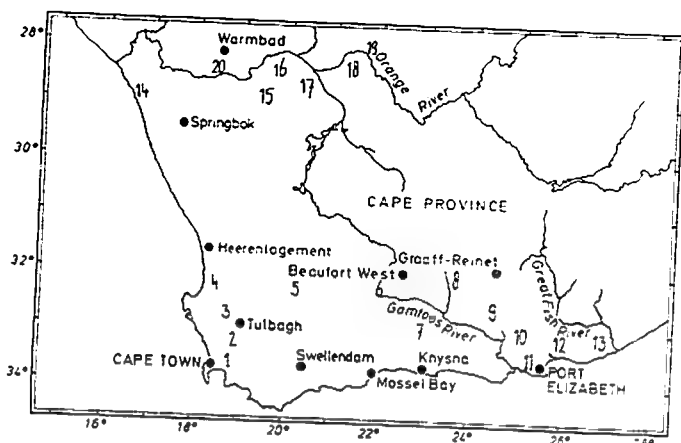 28°
Warmbad
20
16
18
19
Orange
River
14
15
17
Springbok
30°
CAPE PROVINCE
Heerenlogement
32°
Beaufort West
Graaff-Reinet
4
5
8
Great Fish River
3
Tulbagh
2
Gamtoos River
9
7
10
12
13
CAPE TOWN
1
Swellendam
Knysna
11
PORT
ELIZABETH
34°
Mossel Bay
16°
18°
20°
22°
24°
26°